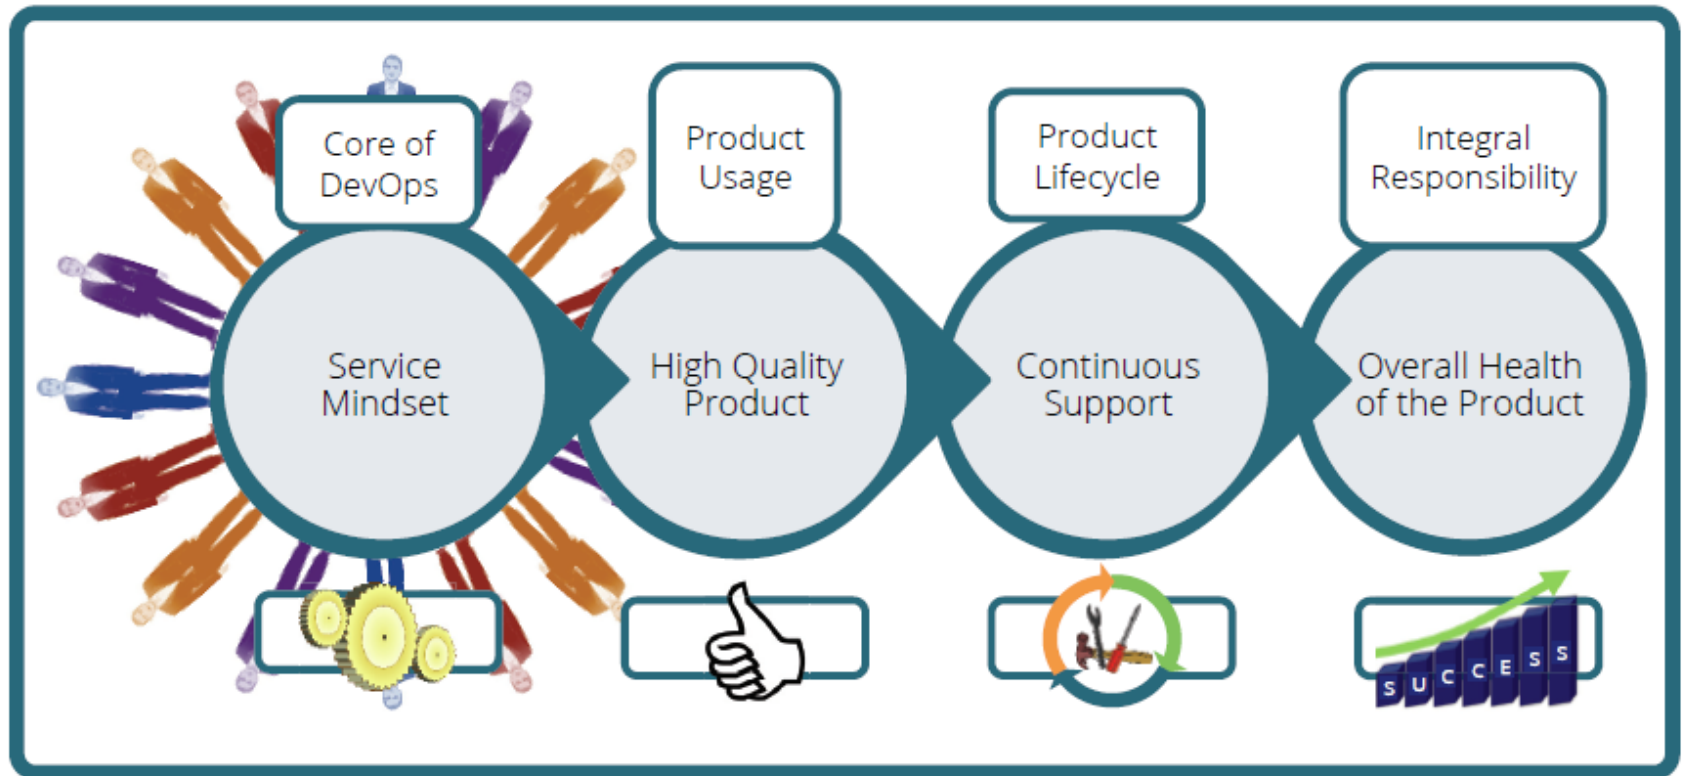 Core of
DevOps
Service
Mindset
Product
Usage
High Quality
Product
Product
Lifecycle
Continuous
Support
Integral
Responsibility
Overall Health
of the Product
SUCCESS